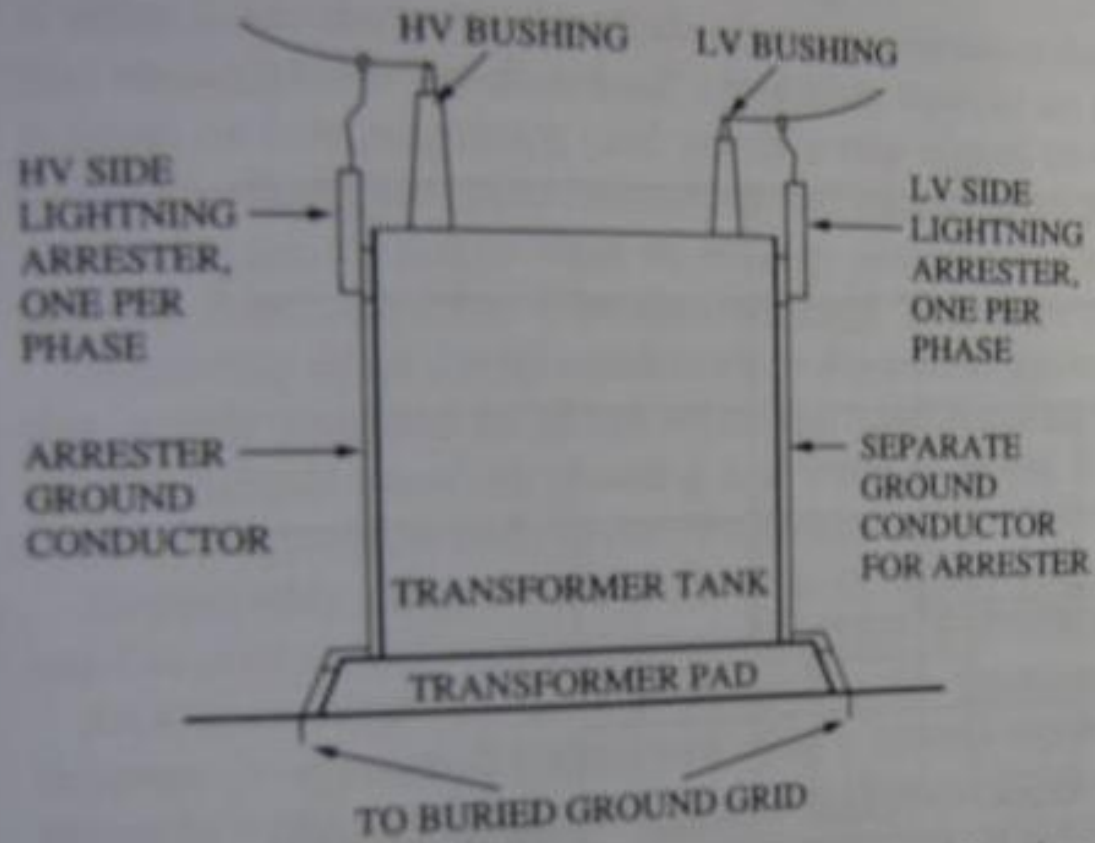 HV BUSHING
LV BUSHING
HV SIDE
LIGHTNING
ARRESTER,
ONE PER
PHASE
LV SIDE
LIGHTNING
ARRESTER,
ONE PER
PHASE
ARRESTER
GROUND
CONDUCTOR
SEPARATE
GROUND
CONDUCTOR
FOR ARRESTER
TRANSFORMER TANK
TRANSFORMER PAD
TO BURIED GROUND GRID